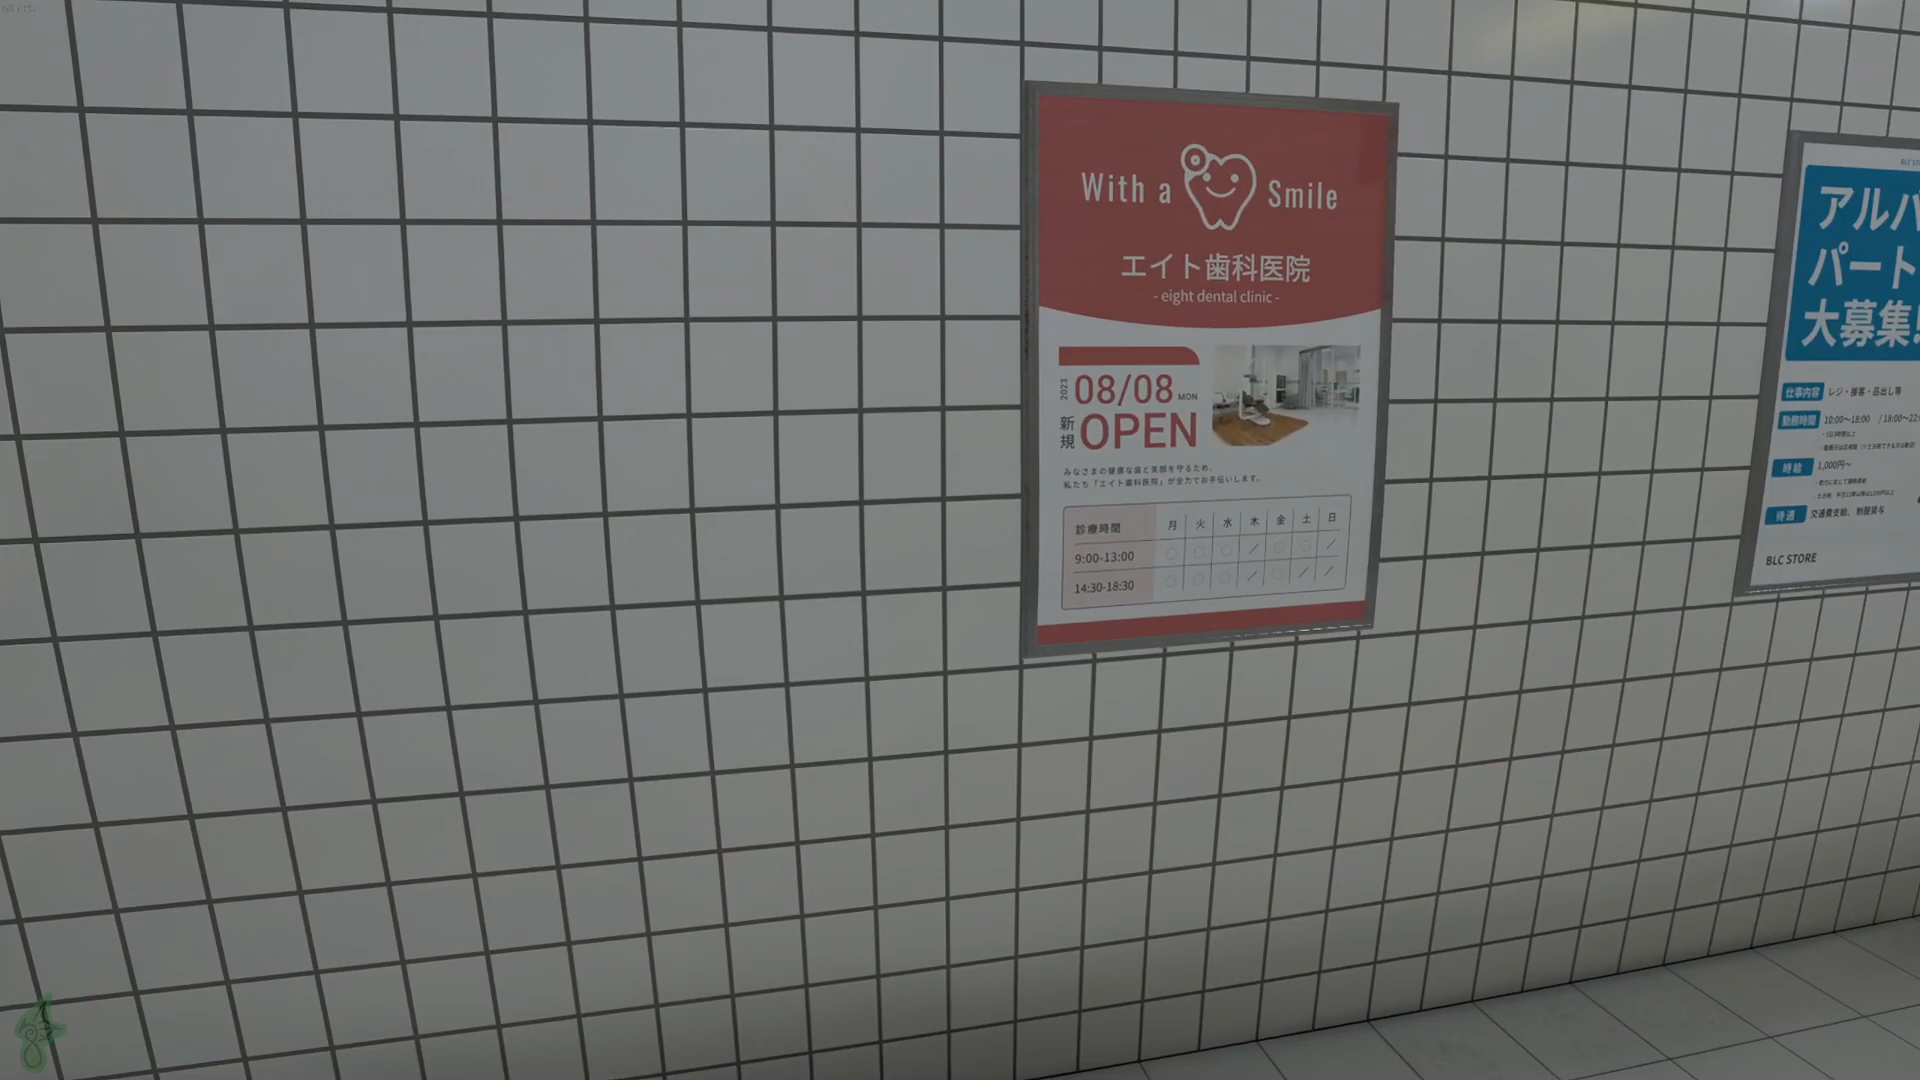 With a Smile
エイト歯科医院
- eight dental clinic -
2023
08/08 MON
新規
OPEN
みなさまの健康な歯と笑顔を守るため、
私たち「エイト歯科医院」が全力でお手伝いします。
診療時間 月 火 水 木 金 土 日
9:00-13:00 ○ ○ ○ / ○ ○ /
14:30-18:30 ○ ○ ○ / ○ / /
アルバ
パート
大募集!
仕事内容 レジ・接客・品出し等
勤務時間 10:00〜18:00 / 18:00〜22
時給 1,000円〜
待遇 交通費支給、制服貸与
BLC STORE